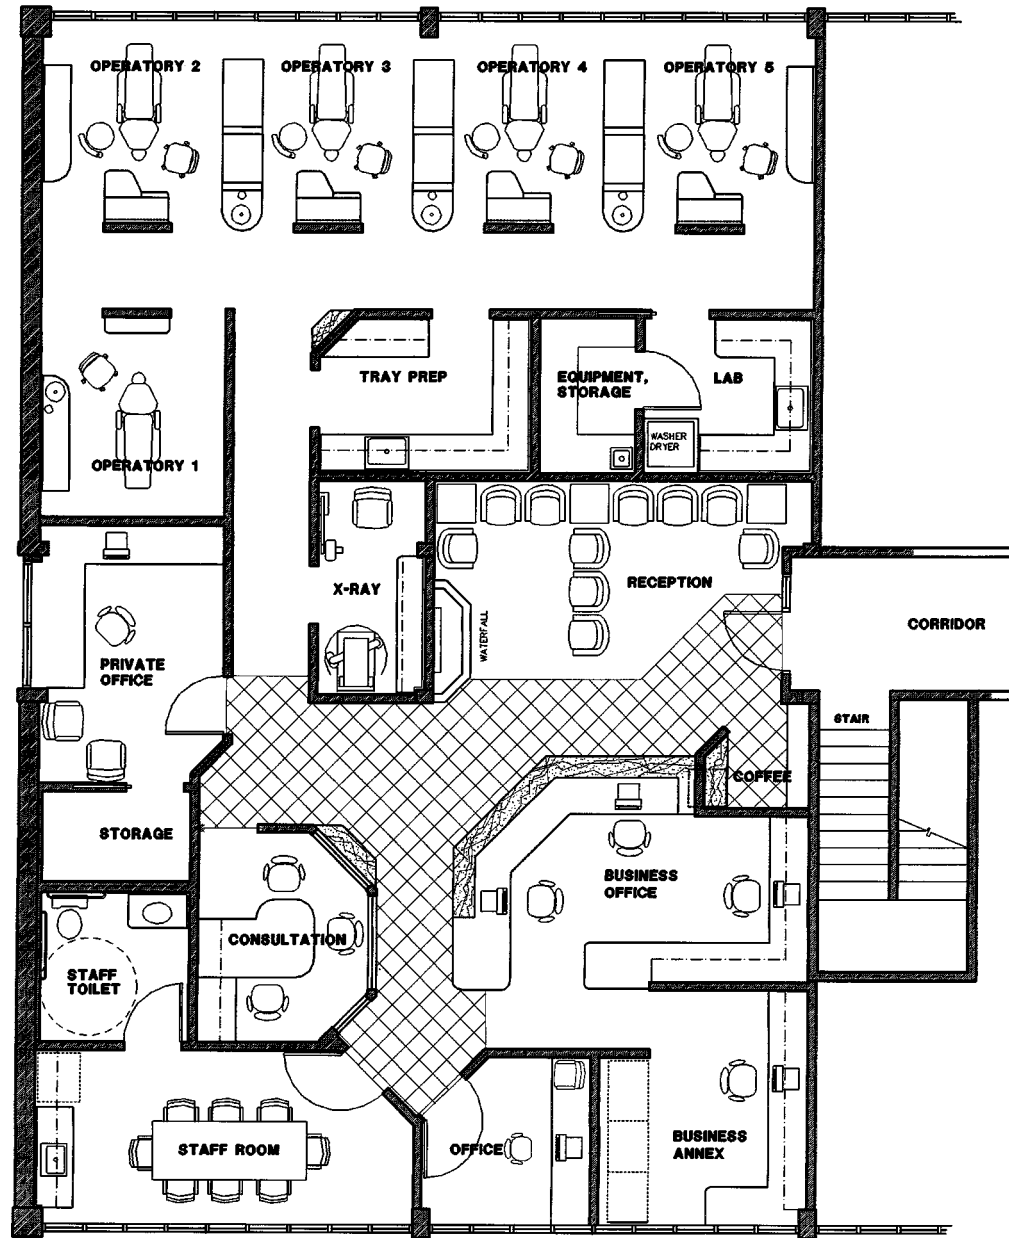 OPERATORY 2
OPERATORY 3
OPERATORY 4
OPERATORY 5
TRAY PREP
EQUIPMENT,
STORAGE
LAB
WASHER
DRYER
OPERATORY 1
X-RAY
RECEPTION
WATERFALL
CORRIDOR
PRIVATE
OFFICE
STAIR
COFFEE
STORAGE
BUSINESS
OFFICE
CONSULTATION
STAFF
TOILET
STAFF ROOM
OFFICE
BUSINESS
ANNEX